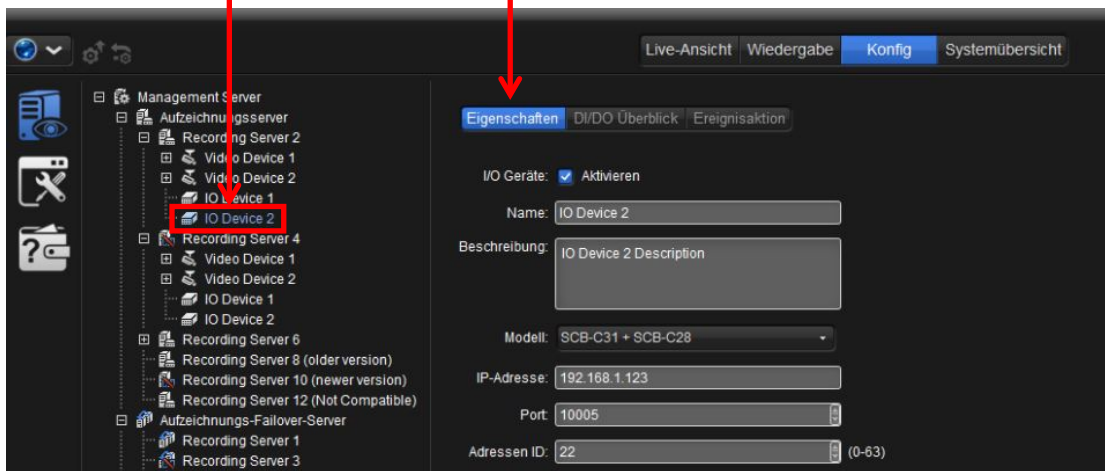 Live-Ansicht Wiedergabe Konfig Systemübersicht
Management Server
Aufzeichnungsserver
Recording Server 2
Video Device 1
Video Device 2
IO Device 1
IO Device 2
Recording Server 4
Video Device 1
Video Device 2
IO Device 1
IO Device 2
Recording Server 6
Recording Server 8 (older version)
Recording Server 10 (newer version)
Recording Server 12 (Not Compatible)
Aufzeichnungs-Failover-Server
Recording Server 1
Recording Server 3
Eigenschaften DI/DO Überblick Ereignisaktion
I/O Geräte: Aktivieren
Name: IO Device 2
Beschreibung: IO Device 2 Description
Modell: SCB-C31 + SCB-C28
IP-Adresse: 192.168.1.123
Port: 10005
Adressen ID: 22 (0-63)